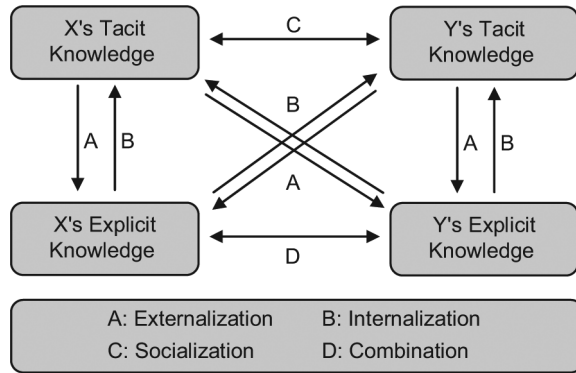 X's Tacit
Knowledge
C
Y's Tacit
Knowledge
A
B
B
A
A
B
X's Explicit
Knowledge
D
Y's Explicit
Knowledge
A: Externalization B: Internalization
C: Socialization D: Combination